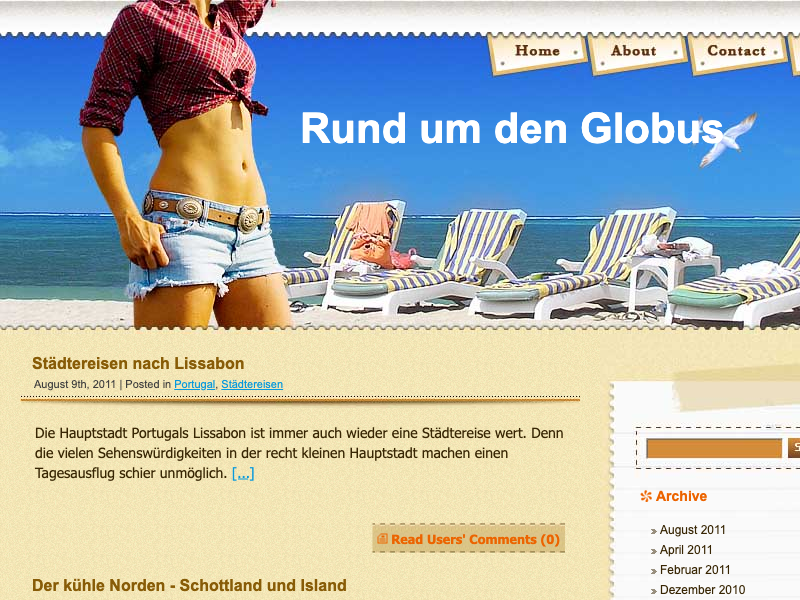 Home About Contact
Rund um den Globus
Städtereisen nach Lissabon
August 9th, 2011 | Posted in Portugal, Städtereisen
Die Hauptstadt Portugals Lissabon ist immer auch wieder eine Städtereise wert. Denn
die vielen Sehenswürdigkeiten in der recht kleinen Hauptstadt machen einen
Tagesausflug schier unmöglich. [...]
Read Users' Comments (0)
Der kühle Norden - Schottland und Island
Archive
» August 2011
» April 2011
» Februar 2011
» Dezember 2010